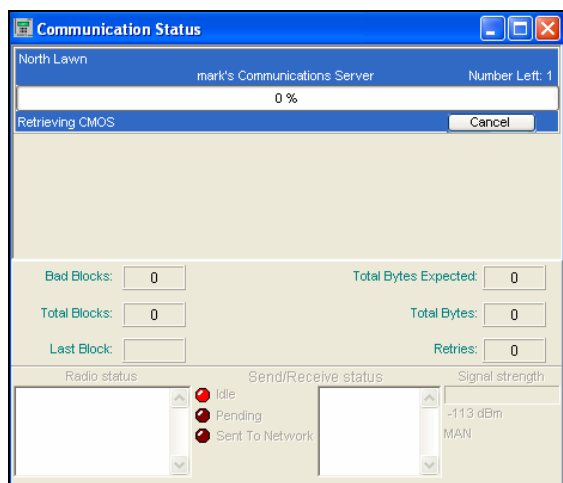 Communication Status
North Lawn
mark's Communications Server Number Left: 1
0 %
Retrieving CMOS Cancel
Bad Blocks: 0 Total Bytes Expected: 0
Total Blocks: 0 Total Bytes: 0
Last Block: Retries: 0
Radio status Send/Receive status Signal strength
Idle
Pending -113 dBm
Sent To Network MAN